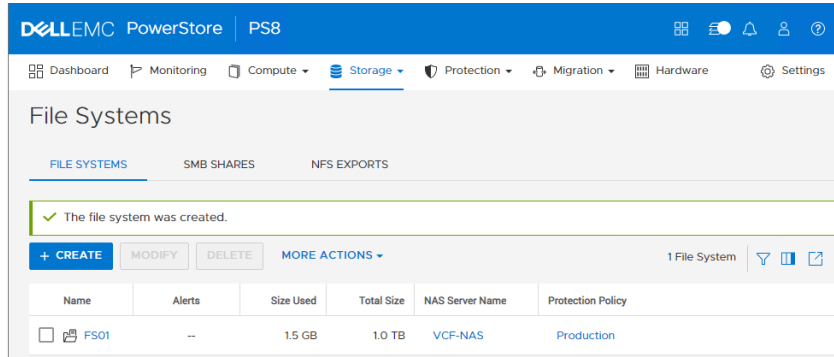 DELLEMC PowerStore PS8
Dashboard Monitoring Compute Storage Protection Migration Hardware Settings
File Systems
FILE SYSTEMS SMB SHARES NFS EXPORTS
The file system was created.
+ CREATE MODIFY DELETE MORE ACTIONS 1 File System
Name Alerts Size Used Total Size NAS Server Name Protection Policy
FS01 -- 1.5 GB 1.0 TB VCF-NAS Production